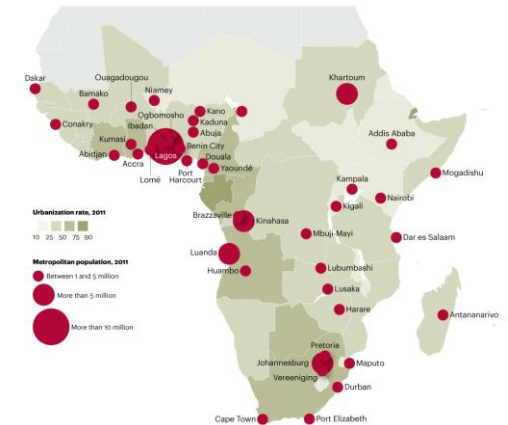 Dakar
Ouagadougou
Bamako
Niamey
Khartoum
Ogbomosho
Kano
Conakry
Ibadan
Kaduna
Kumasi
Abuja
Addis Ababa
Abidjan
Lagos
Benin City
Accra
Douala
Lomé
Port
Harcourt
Yaoundé
Mogadishu
Kampala
Kigali
Nairobi
Urbanization rate, 2011
10 25 50 75 90
Brazzaville
Kinahasa
Mbuji-Mayi
Dar es Salaam
Metropolitan population, 2011
Between 1 and 5 million
More than 5 million
More than 10 million
Luanda
Huambo
Lubumbashi
Lusaka
Harare
Antananarivo
Pretoria
Johannesburg
Maputo
Vereeniging
Durban
Cape Town
Port Elizabeth